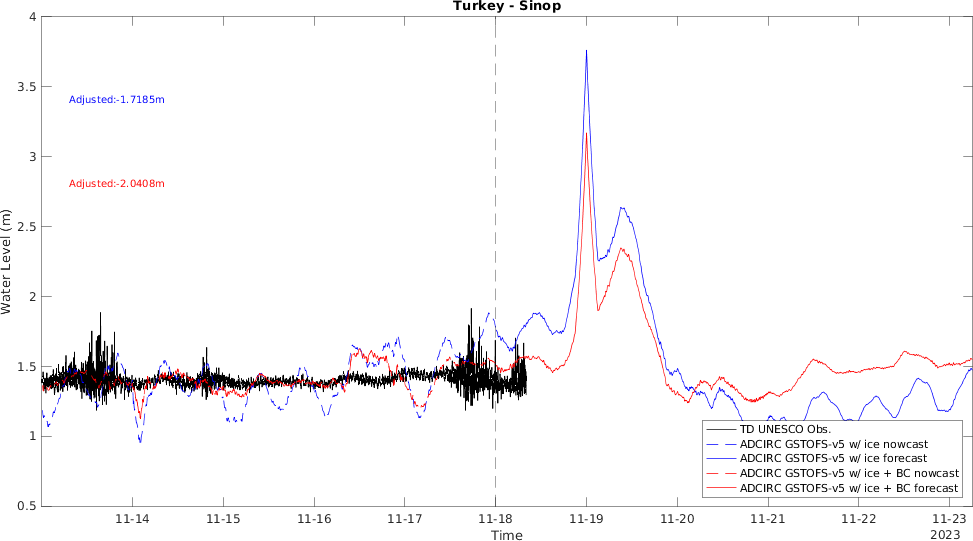 Turkey - Sinop
4
3.5
3
2.5
2
1.5
1
0.5
Water Level (m)
Adjusted:-1.7185m
Adjusted:-2.0408m
TD UNESCO Obs.
ADCIRC GSTOFS-v5 w/ ice nowcast
ADCIRC GSTOFS-v5 w/ ice forecast
ADCIRC GSTOFS-v5 w/ ice + BC nowcast
ADCIRC GSTOFS-v5 w/ ice + BC forecast
11-14 11-15 11-16 11-17 11-18 11-19 11-20 11-21 11-22 11-23
2023
Time